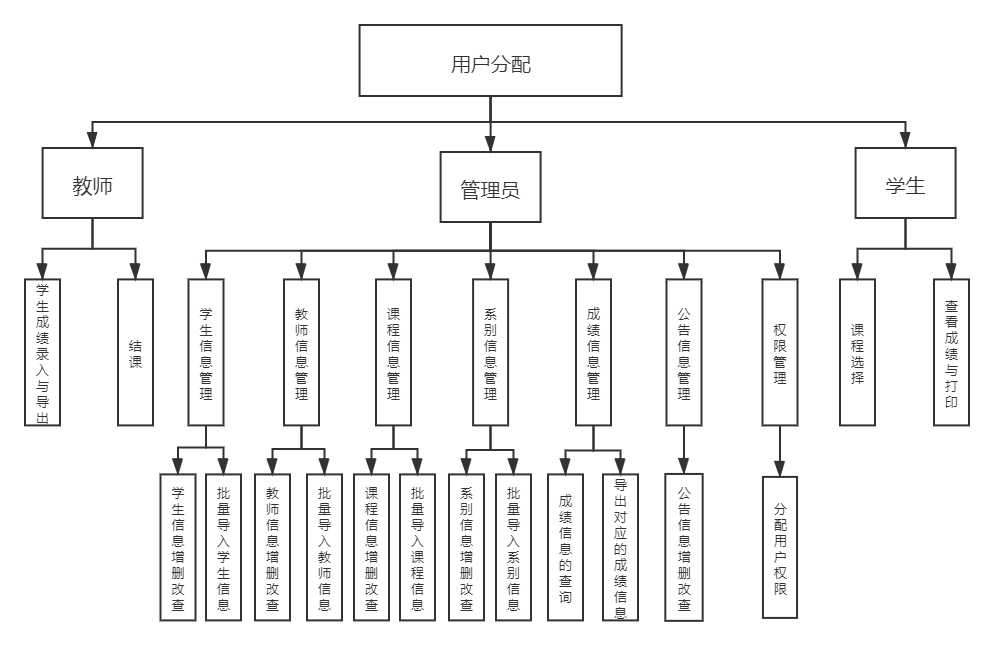 用户分配
教师
管理员
学生
学生成绩录入与导出
结课
学生信息管理
教师信息管理
课程信息管理
系别信息管理
成绩信息管理
公告信息管理
权限管理
课程选择
查看成绩与打印
学生信息增删改查
批量导入学生信息
教师信息增删改查
批量导入教师信息
课程信息增删改查
批量导入课程信息
系别信息增删改查
批量导入系别信息
成绩信息的查询
导出对应的成绩信息
公告信息增删改查
分配用户权限